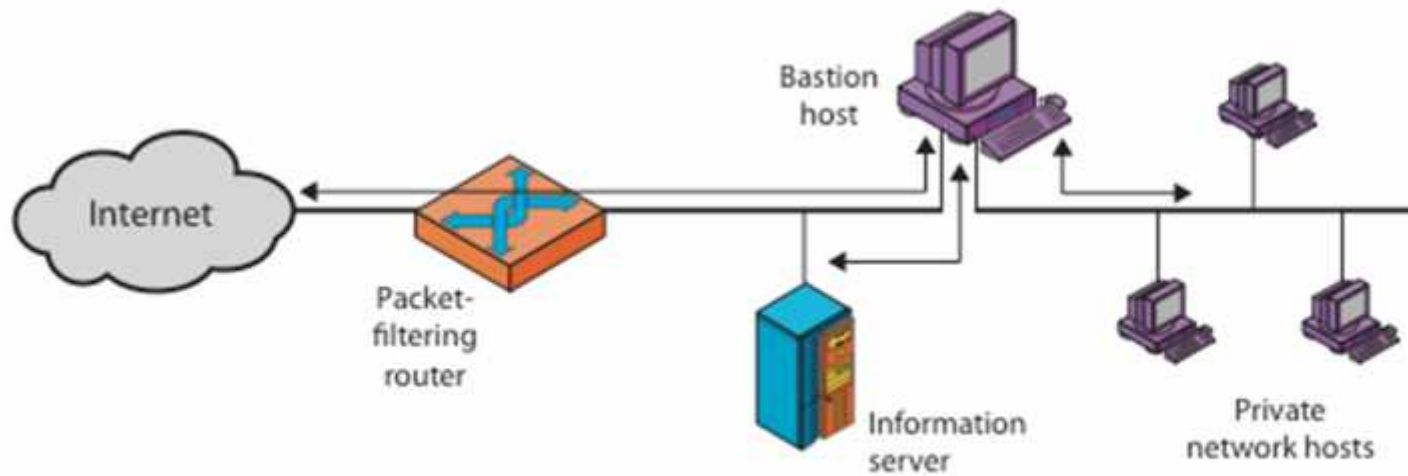 Bastion
host
Internet
Packet-
filtering
router
Information
server
Private
network hosts